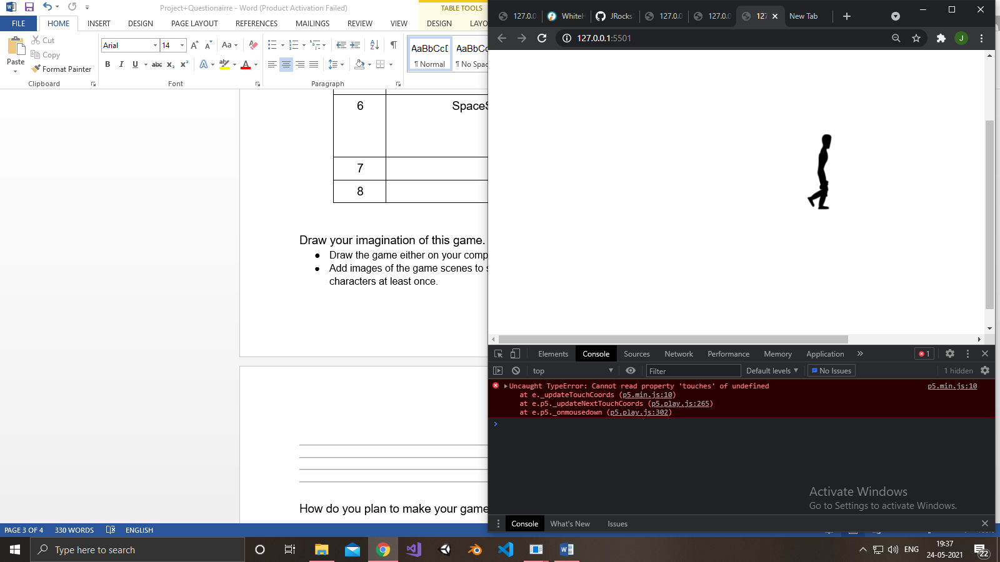 Project+Questionairre - Word (Product Activation Failed)
TABLE TOOLS
FILE HOME INSERT DESIGN PAGE LAYOUT REFERENCES MAILINGS REVIEW VIEW DESIGN LAYO
Paste
Cut
Copy
Format Painter
Clipboard
Arial 14
Aa
B I U abc x₂ x²
Font
Paragraph
AaBbCcD AaBbCc
¶ Normal ¶ No Spac
6 Space
7
8
Draw your imagination of this game.
● Draw the game either on your comp
● Add images of the game scenes to
characters at least once.
How do you plan to make your game
PAGE 3 OF 4 330 WORDS ENGLISH
127.0.0 WhiteH JRocks 127.0.0 127.0.0 127 New Tab
127.0.0.1:5501
J
Elements Console Sources Network Performance Memory Application » 1
top Filter Default levels No Issues 1 hidden
Uncaught TypeError: Cannot read property 'touches' of undefined p5.min.js:10
at e._updateTouchCoords (p5.min.js:10)
at e.p5._updateNextTouchCoords (p5.play.js:265)
at e.p5._onmousedown (p5.play.js:302)
Activate Windows
Go to Settings to activate Windows.
Console What's New Issues
Type here to search
ENG
19:37
24-05-2021
22